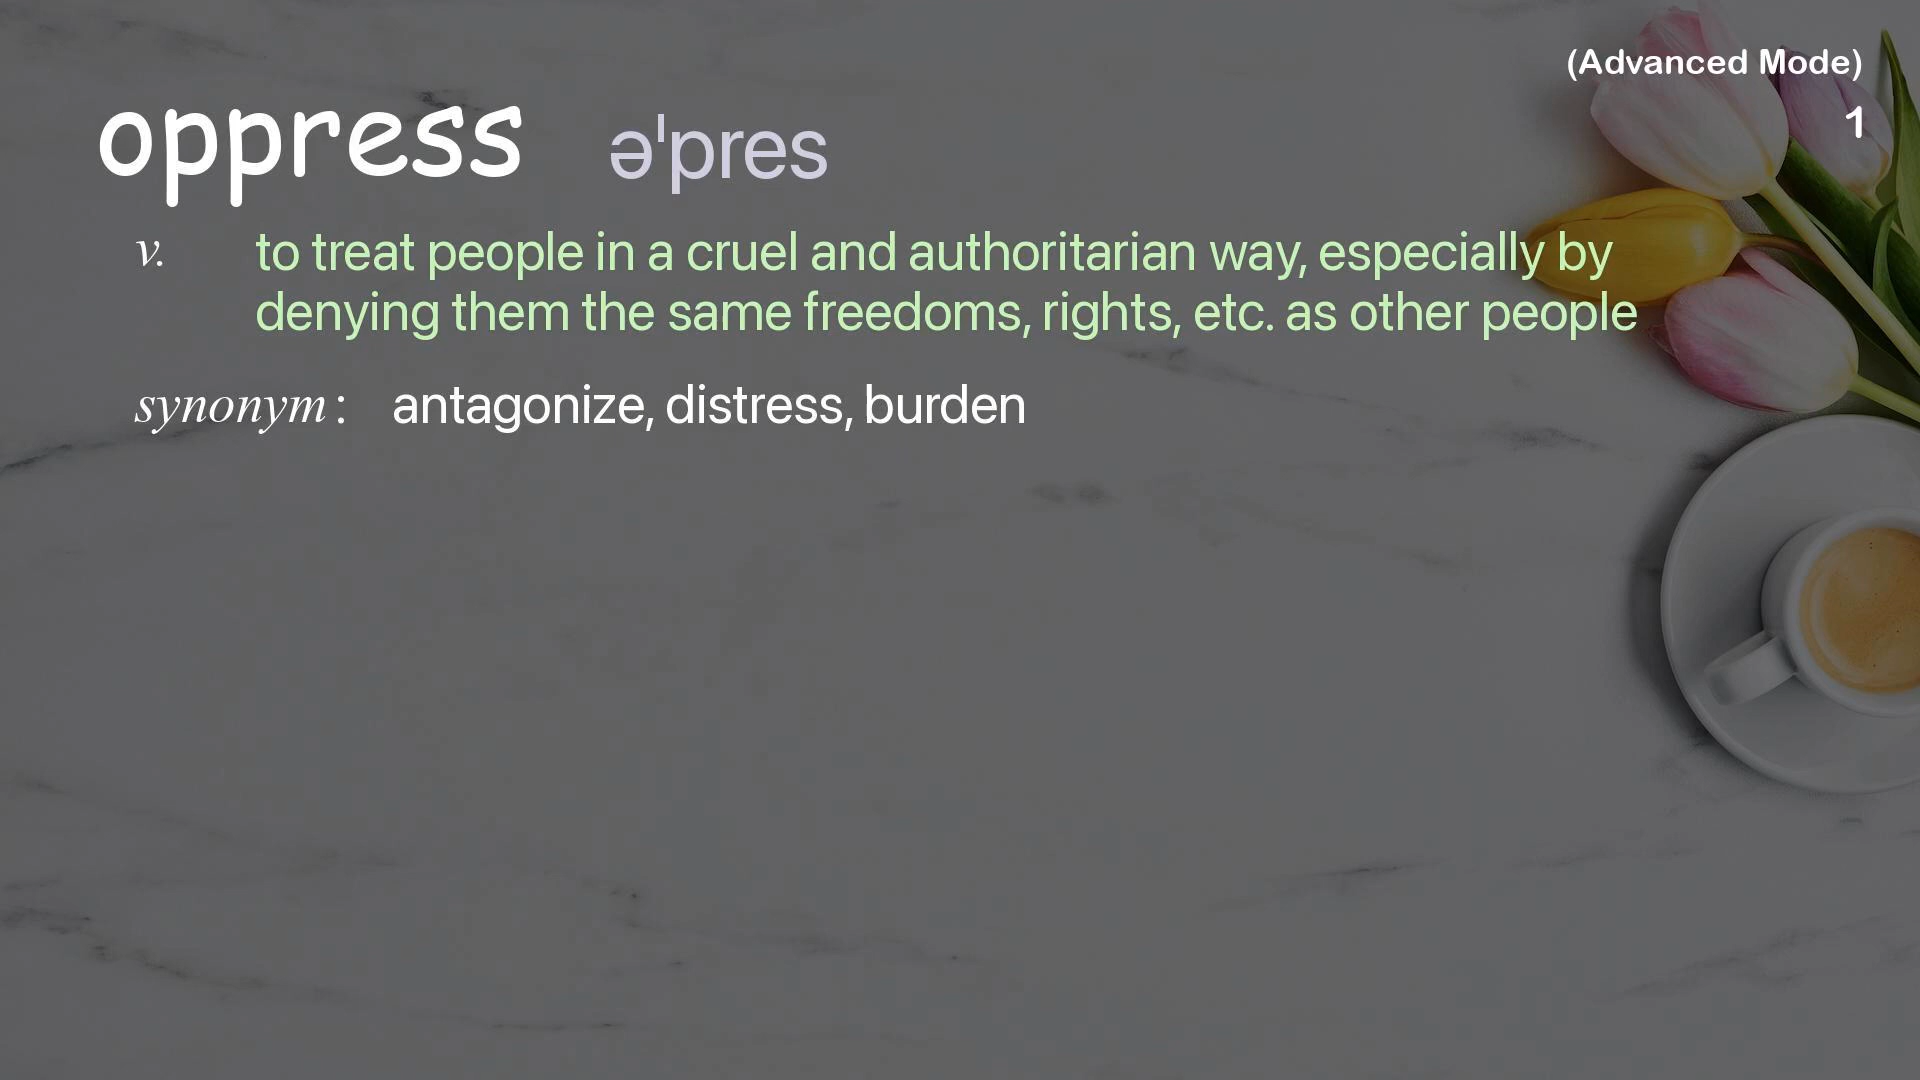 (Advanced Mode)
oppress əˈpres
1
v. to treat people in a cruel and authoritarian way, especially by
denying them the same freedoms, rights, etc. as other people
synonym: antagonize, distress, burden